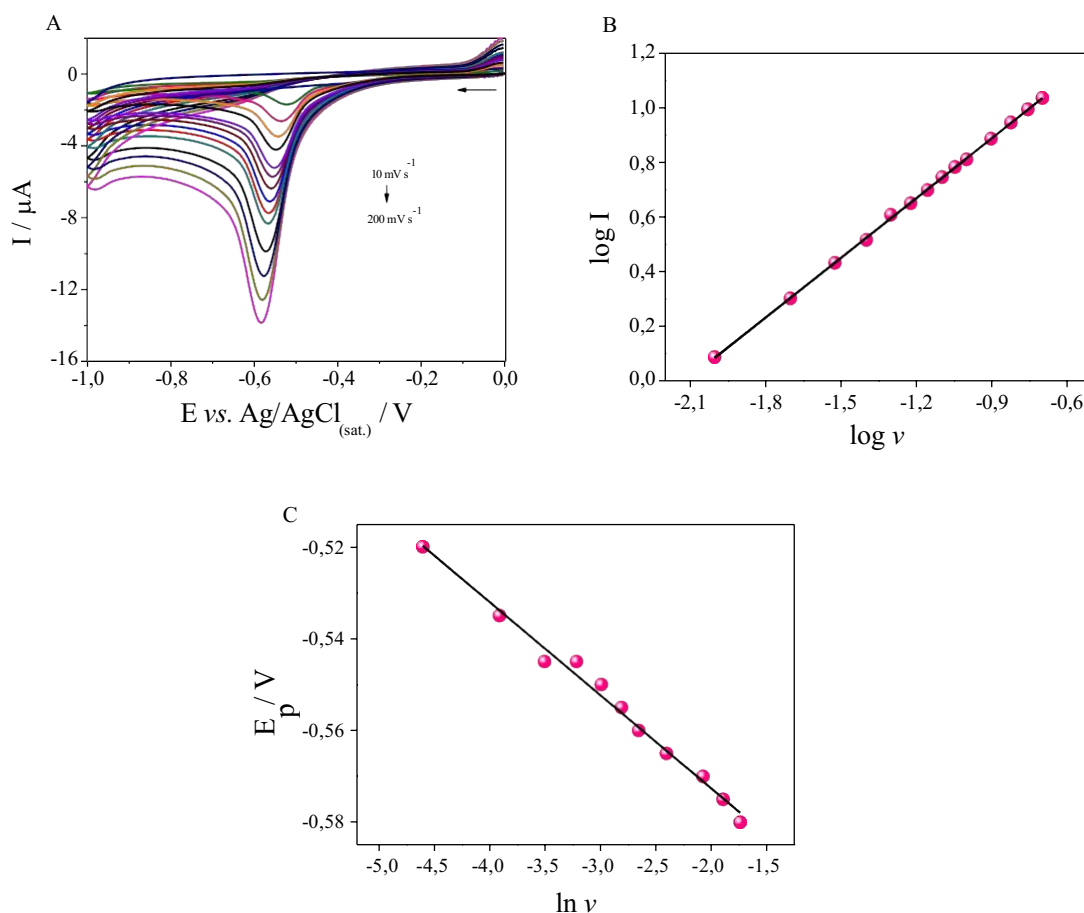 A
0
-4
-8
-12
-16
I / µA
10 mV s⁻¹
200 mV s⁻¹
-1,0 -0,8 -0,6 -0,4 -0,2 0,0
E vs. Ag/AgCl(sat.) / V
B
1,2
1,0
0,8
0,6
0,4
0,2
0,0
log I
-2,1 -1,8 -1,5 -1,2 -0,9 -0,6
log v
C
-0,52
-0,54
-0,56
-0,58
Ep / V
-5,0 -4,5 -4,0 -3,5 -3,0 -2,5 -2,0 -1,5
ln v